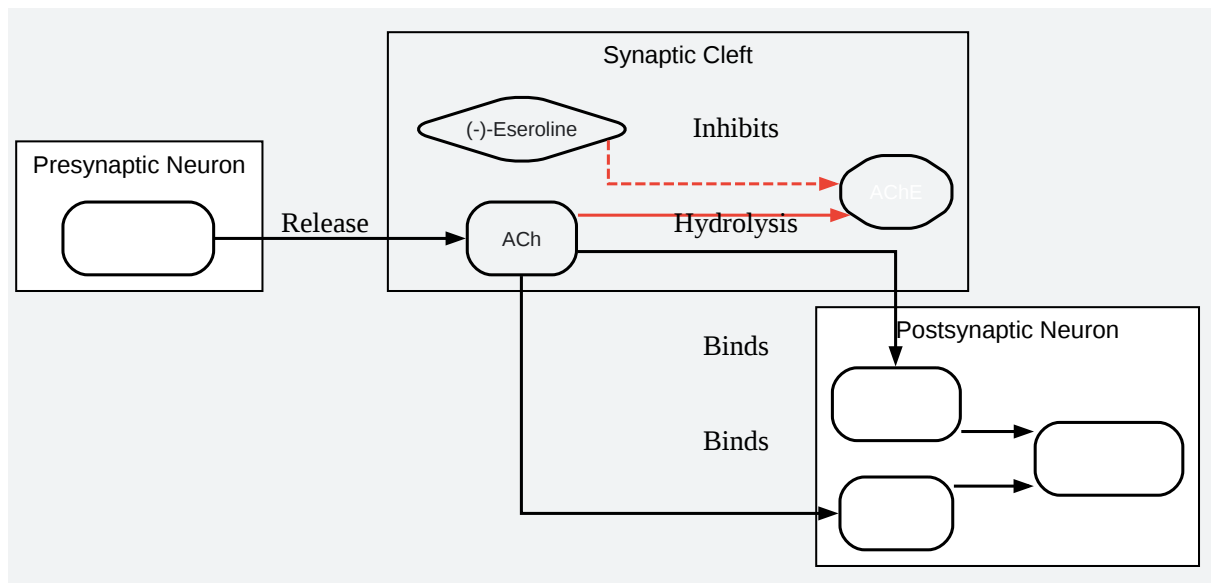 Synaptic Cleft
(-)-Eseroline
Inhibits
Presynaptic Neuron
AChE
Release
ACh
Hydrolysis
Postsynaptic Neuron
Binds
Binds